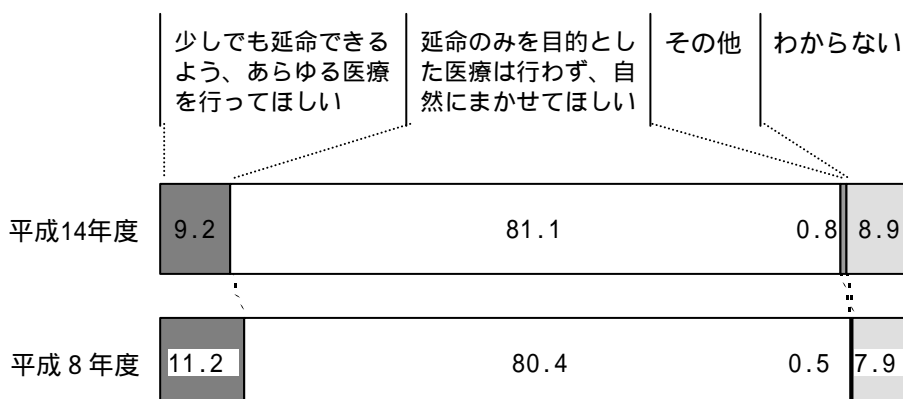 少しでも延命できる
よう、あらゆる医療
を行ってほしい
延命のみを目的とし
た医療は行わず、自
然にまかせてほしい
その他
わからない
平成14年度
9.2
81.1
0.8
8.9
平成8年度
11.2
80.4
0.5
7.9